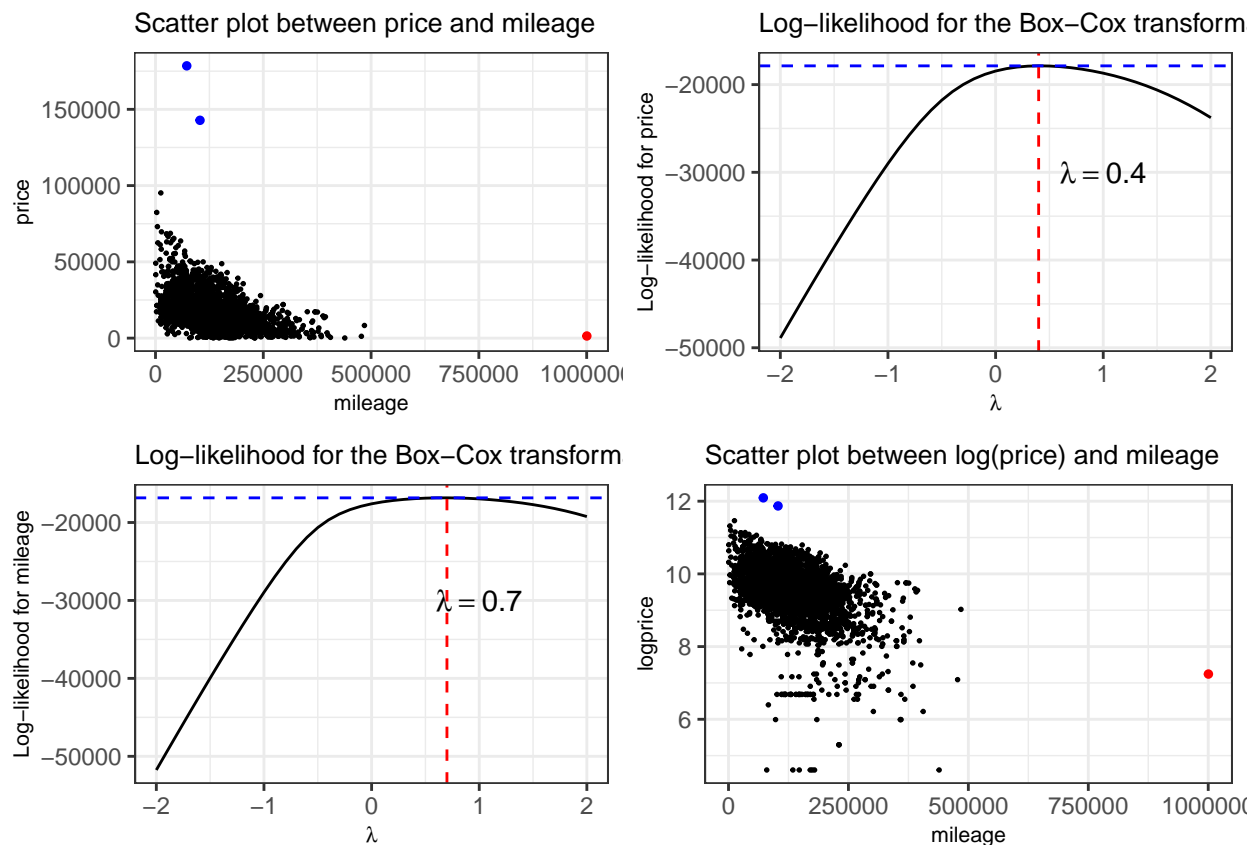 Scatter plot between price and mileage
150000
100000
50000
0
price
0 250000 500000 750000 1000000
mileage
Log−likelihood for the Box−Cox transform
−20000
−30000
−40000
−50000
Log−likelihood for price
λ = 0.4
−2 −1 0 1 2
λ
Log−likelihood for the Box−Cox transform
−20000
−30000
−40000
−50000
Log−likelihood for mileage
λ = 0.7
−2 −1 0 1 2
λ
Scatter plot between log(price) and mileage
12
10
8
6
logprice
0 250000 500000 750000 1000000
mileage